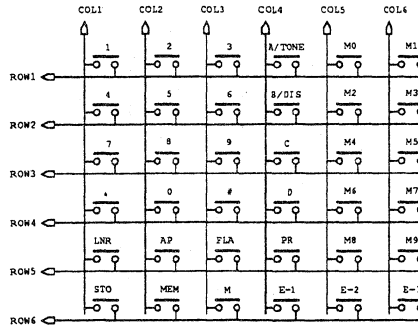 COL1 COL2 COL3 COL4 COL5 COL6
1 2 3 A/TONE M0 M1
ROW1
4 5 6 B/DIS M2 M3
ROW2
7 8 9 C M4 M5
ROW3
0 # D M6 M7
ROW4
LNR AP FLA PR M8 M9
ROW5
STO MEM M E-1 E-2
ROW6